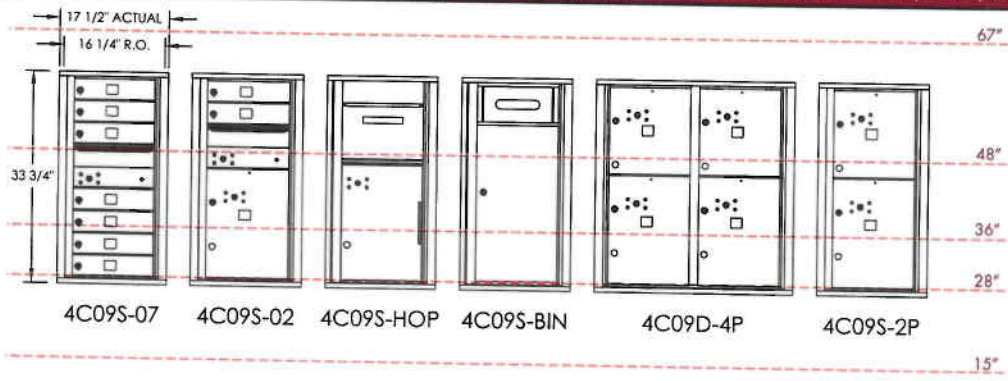 17 1/2" ACTUAL
67"
16 1/4" R.O.
48"
33 3/4"
36"
28"
4C09S-07 4C09S-02 4C09S-HOP 4C09S-BIN 4C09D-4P 4C09S-2P
15"